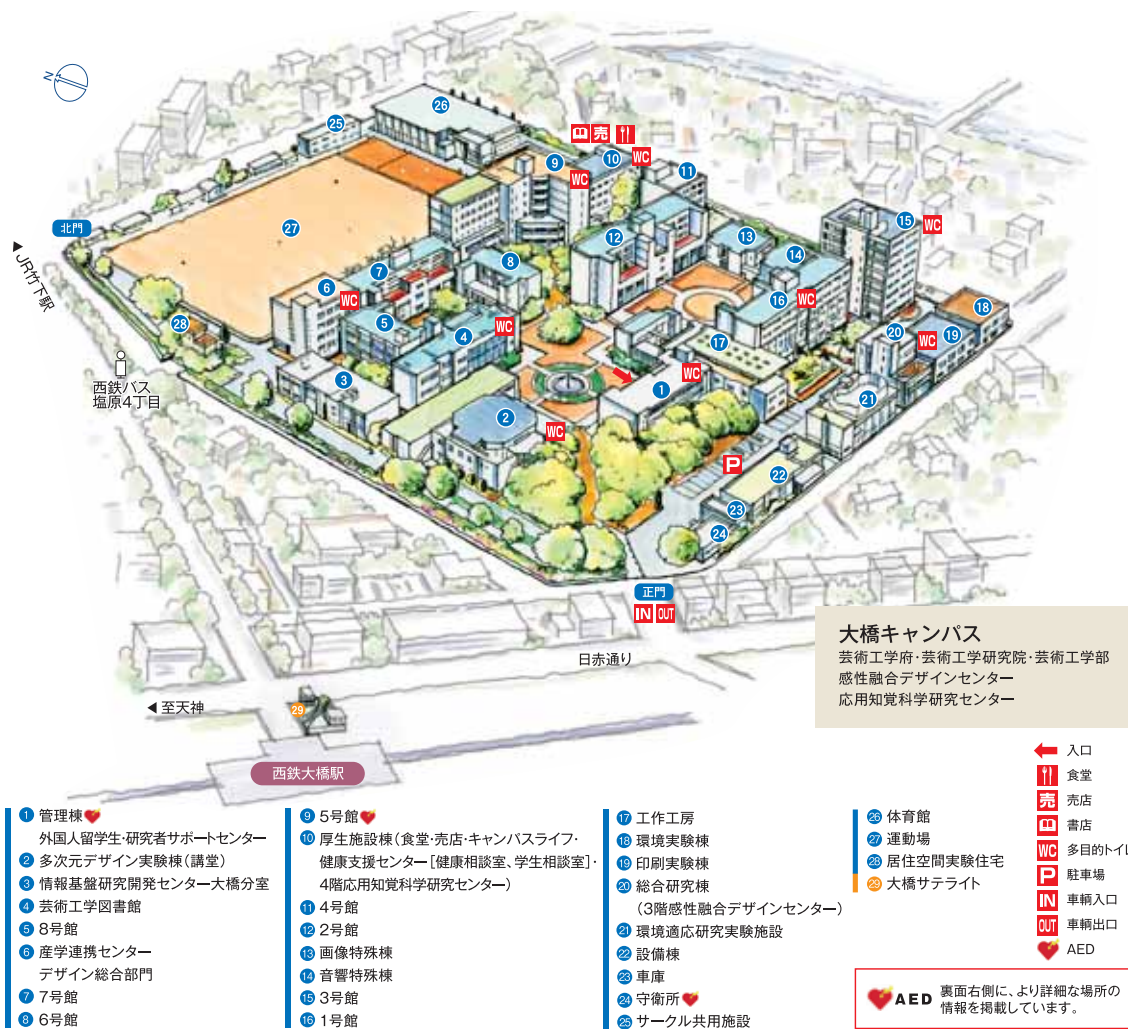 N
26
25
売
9
10
WC
WC
11
北門
27
12
13
15
WC
14
JR竹下駅
7
8
6
WC
16
WC
5
4
WC
18
28
17
20
WC
19
西鉄バス
塩原4丁目
3
1
WC
21
2
WC
P
22
23
24
正門
IN OUT
大橋キャンパス
芸術工学府・芸術工学研究院・芸術工学部
感性融合デザインセンター
応用知覚科学研究センター
日赤通り
至天神
29
西鉄大橋駅
1 管理棟
外国人留学生・研究者サポートセンター
2 多次元デザイン実験棟（講堂）
3 情報基盤研究開発センター大橋分室
4 芸術工学図書館
5 8号館
6 産学連携センター
デザイン総合部門
7 7号館
8 6号館
9 5号館
10 厚生施設棟（食堂・売店・キャンパスライフ・
健康支援センター［健康相談室、学生相談室］・
4階応用知覚科学研究センター）
11 4号館
12 2号館
13 画像特殊棟
14 音響特殊棟
15 3号館
16 1号館
17 工作工房
18 環境実験棟
19 印刷実験棟
20 総合研究棟
（3階感性融合デザインセンター）
21 環境適応研究実験施設
22 設備棟
23 車庫
24 守衛所
25 サークル共用施設
26 体育館
27 運動場
28 居住空間実験住宅
29 大橋サテライト
入口
食堂
売 売店
書店
WC 多目的トイレ
P 駐車場
IN 車輌入口
OUT 車輌出口
AED
AED 裏面右側に、より詳細な場所の
情報を掲載しています。